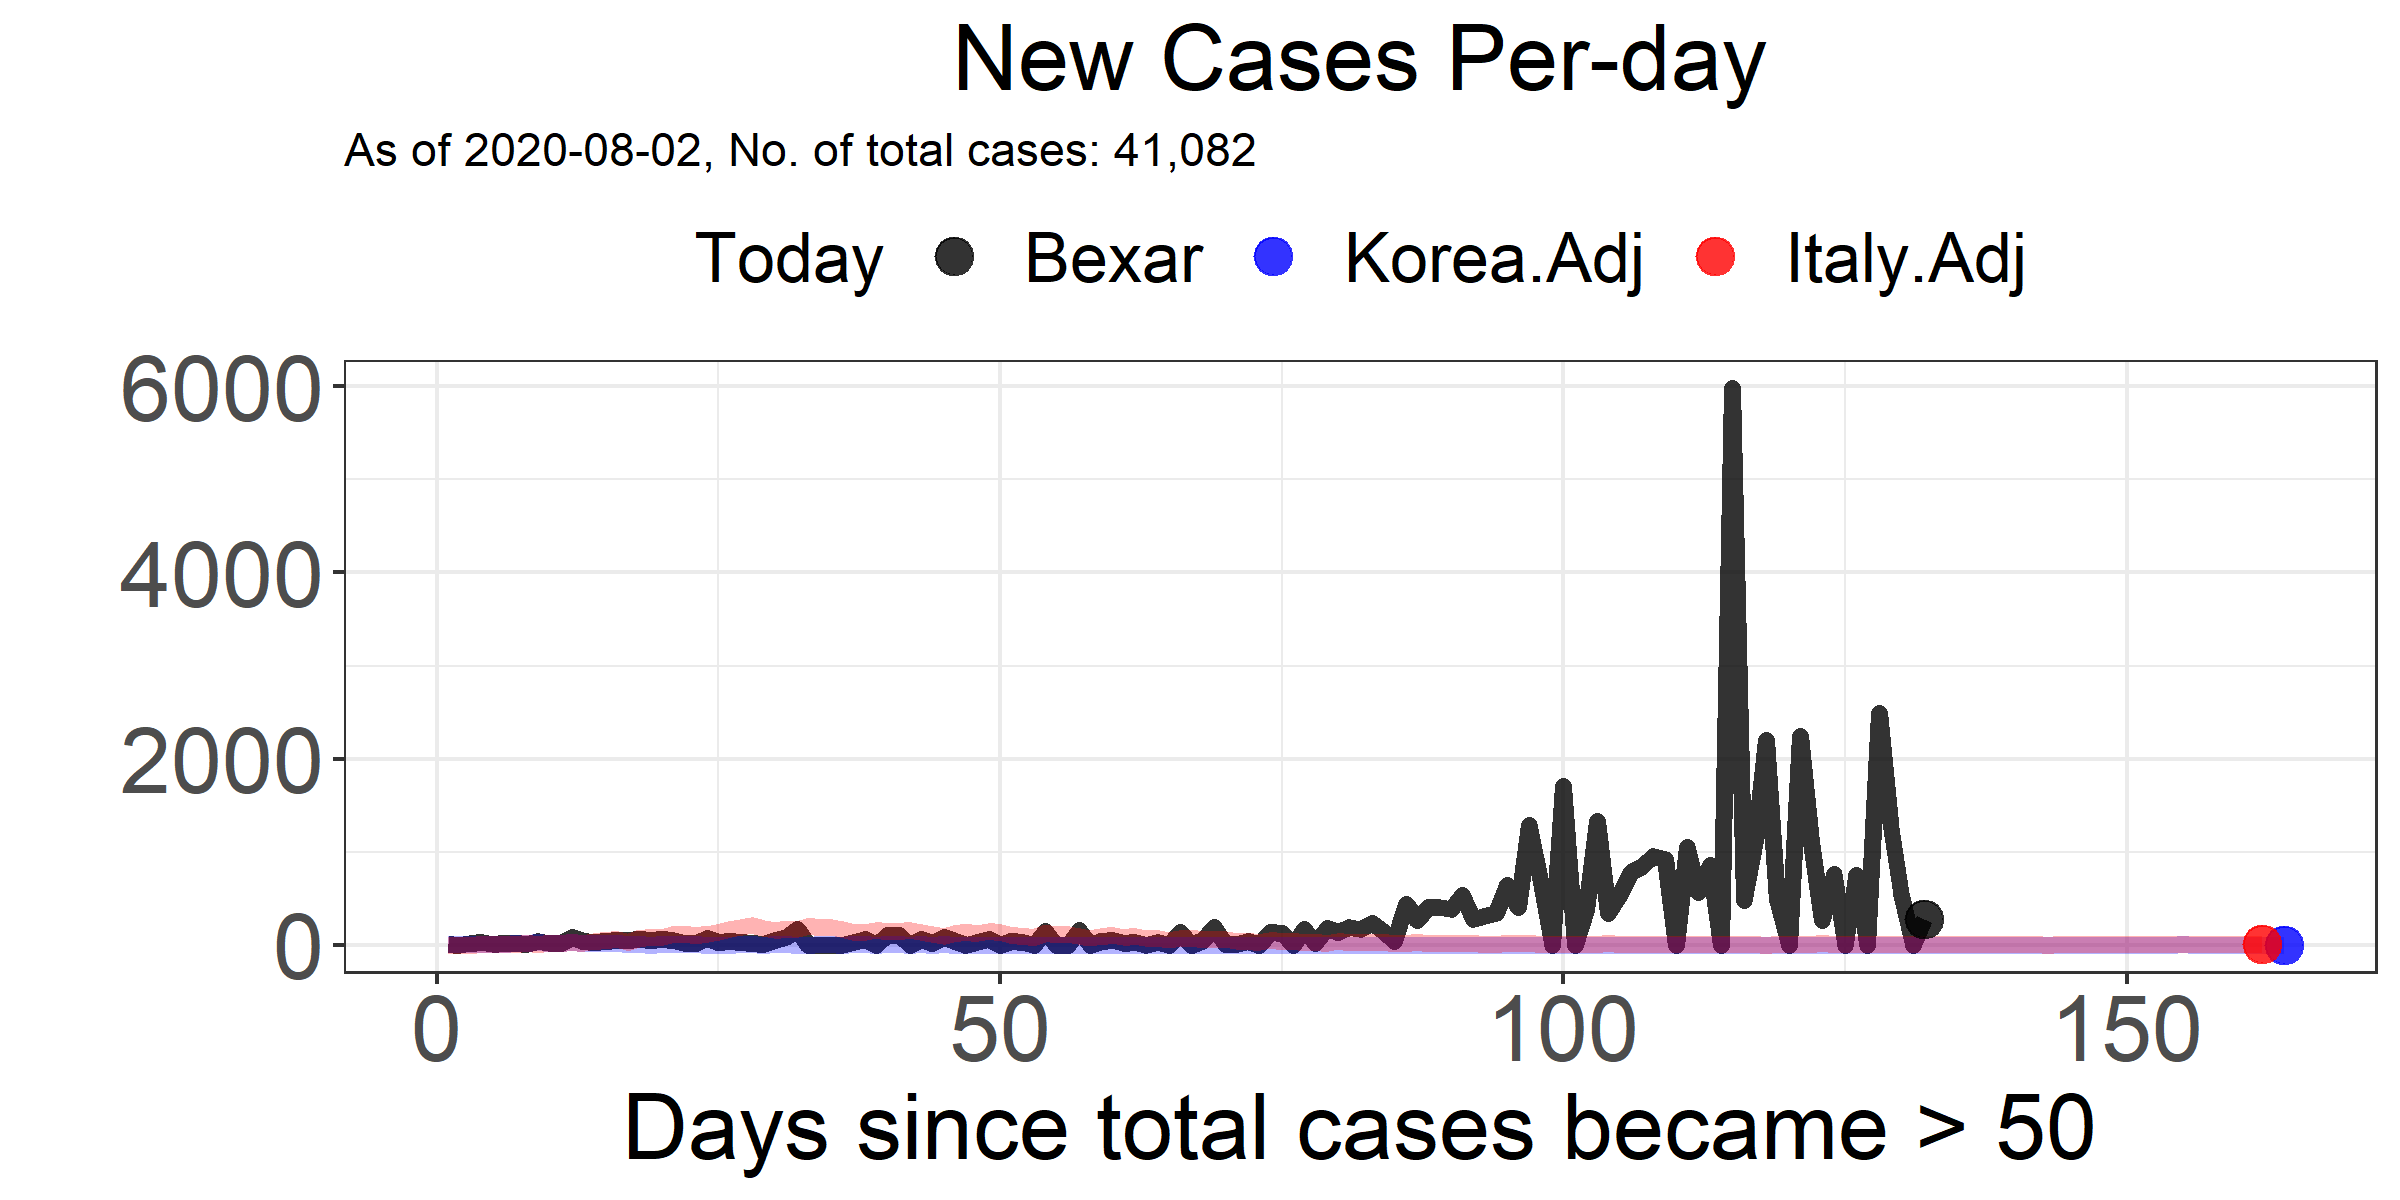 New Cases Per-day
As of 2020-08-02, No. of total cases: 41,082
Today Bexar Korea.Adj Italy.Adj
6000
4000
2000
0
0 50 100 150
Days since total cases became > 50